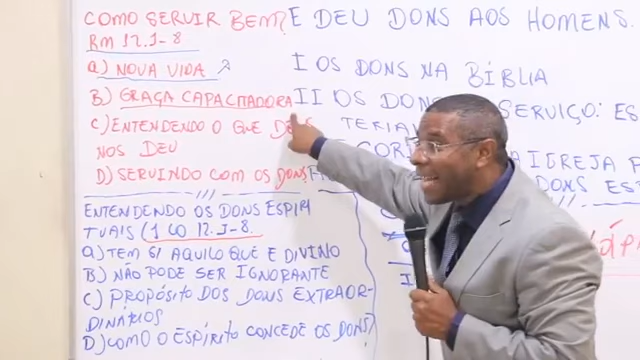 COMO SERVIR BEM?
RM 12.1-8
a) NOVA VIDA
B) GRAÇA CAPACITADORA
C) ENTENDENDO O QUE DEUS
NOS DEU
D) SERVINDO COM OS DONS
ENTENDENDO OS DONS ESPIRI
TUAIS (1 CO 12.1-8.
a) TEM SI AQUILO QUE E DIVINO
B) NÃO PODE SER IGNORANTE
C) PROPÓSITO DOS DONS EXTRAOR-
DINÁRIOS
D) COMO O ESPÍRITO CONCEDE OS DONS?
E DEU DONS AOS HOMENS.
I OS DONS NA BÍBLIA
II OS DONS SERVIÇO: ES
IGREJA
DONS ES